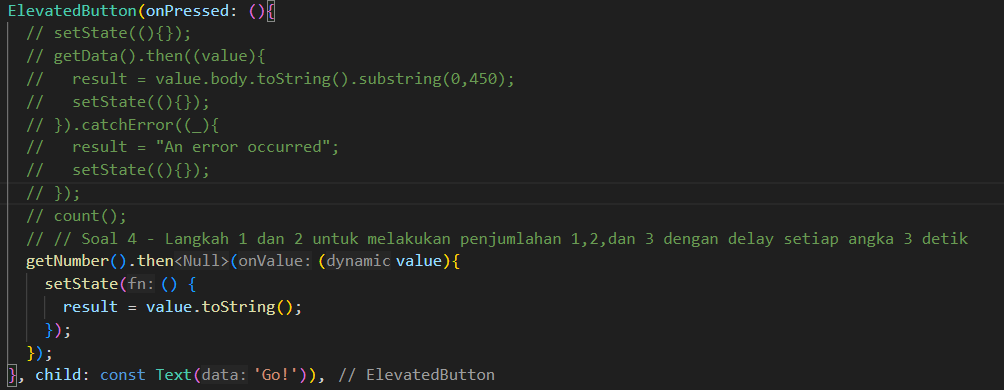 ElevatedButton(onPressed: (){
// setState((){});
// getData().then((value){
//   result = value.body.toString().substring(0,450);
//   setState((){});
// }).catchError((_){
//   result = "An error occurred";
//   setState((){});
// });
// count();
// // Soal 4 - Langkah 1 dan 2 untuk melakukan penjumlahan 1,2,dan 3 dengan delay setiap angka 3 detik
getNumber().then<Null>(onValue: (dynamic value){
setState(fn: () {
result = value.toString();
});
});
}, child: const Text(data: 'Go!')), // ElevatedButton